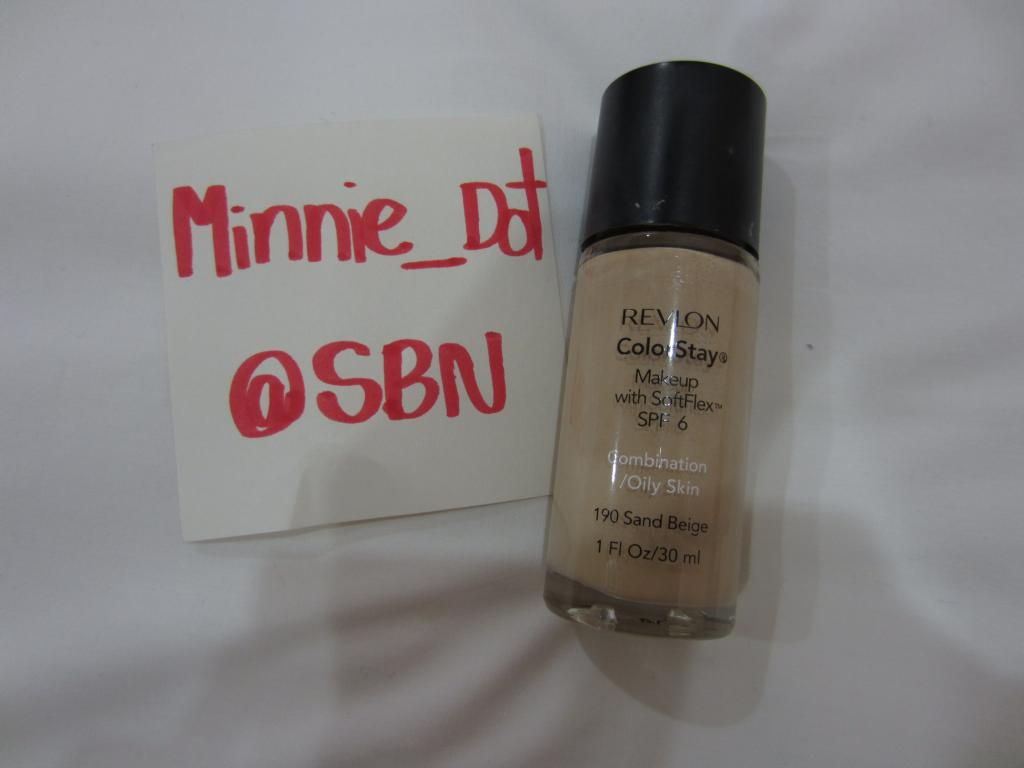 Minnie_Dot
@SBN
REVLON
ColorStay®
Makeup
with SoftFlex™
SPF 6
Combination
/Oily Skin
190 Sand Beige
1 Fl Oz/30 ml